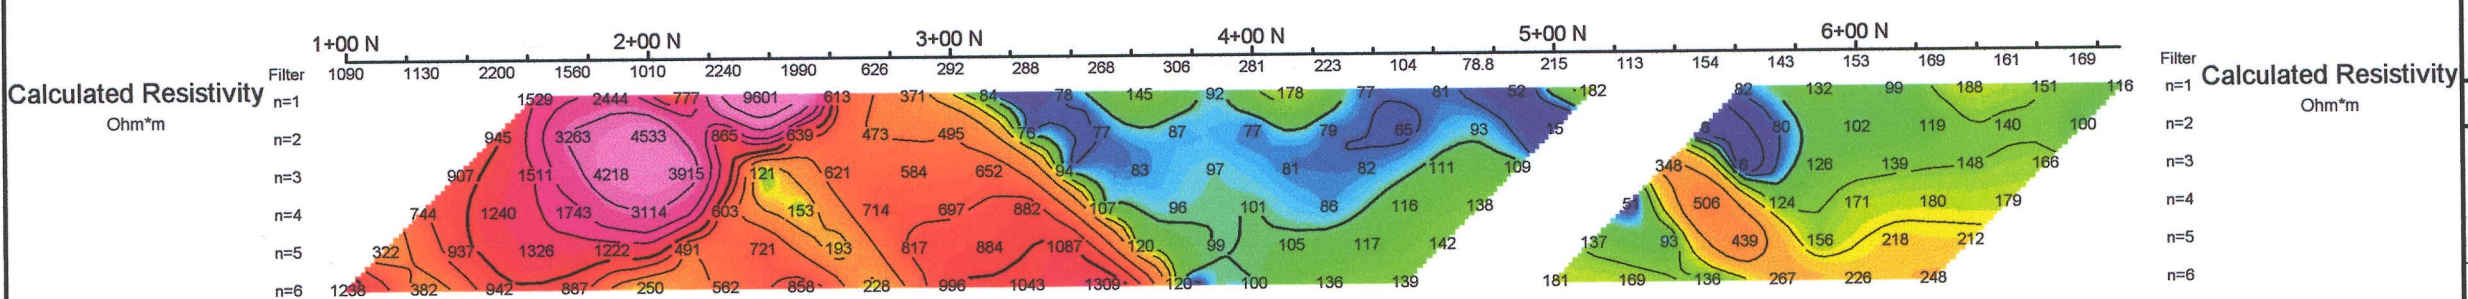 1+00 N 2+00 N 3+00 N 4+00 N 5+00 N 6+00 N
Filter 1090 1130 2200 1560 1010 2240 1990 626 292 288 268 306 281 223 104 78.8 215 113 154 143 153 169 161 169 Filter
Calculated Resistivity n=1 1529 2444 777 9601 613 371 84 78 145 92 178 77 81 52 182 82 132 99 188 151 116 n=1 Calculated Resistivity
Ohm*m Ohm*m
n=2 945 3263 4533 865 639 473 495 76 77 87 77 79 65 93 15 6 80 102 119 140 100 n=2
n=3 907 1511 4218 3915 121 621 584 652 94 83 97 81 82 111 109 348 6 126 139 148 166 n=3
n=4 744 1240 1743 3114 603 153 714 697 882 107 96 101 86 116 138 51 506 124 171 180 179 n=4
n=5 322 937 1326 1222 491 721 193 817 884 1087 120 99 105 117 142 137 93 439 156 218 212 n=5
n=6 1238 382 942 887 250 562 858 228 996 1043 1309 100 136 139 181 169 136 267 226 248 n=6